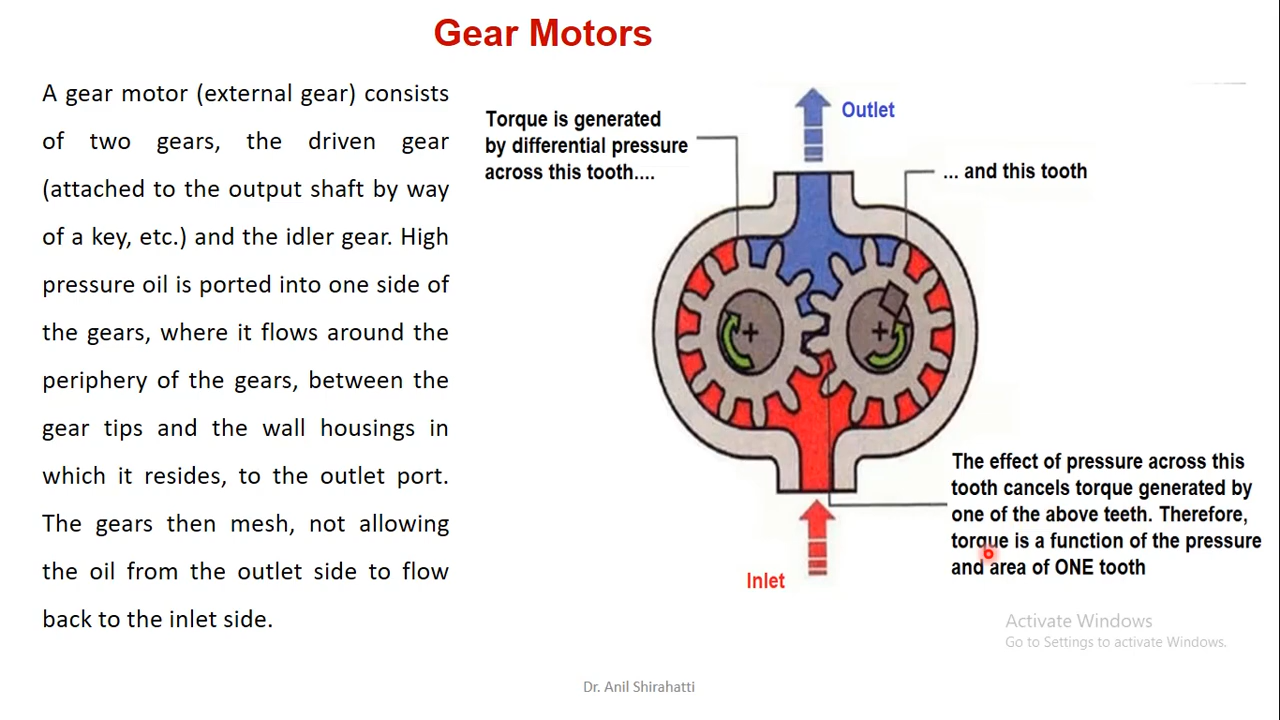 Gear Motors
A gear motor (external gear) consists
of two gears, the driven gear
(attached to the output shaft by way
of a key, etc.) and the idler gear. High
pressure oil is ported into one side of
the gears, where it flows around the
periphery of the gears, between the
gear tips and the wall housings in
which it resides, to the outlet port.
The gears then mesh, not allowing
the oil from the outlet side to flow
back to the inlet side.
Torque is generated
by differential pressure
across this tooth....
Outlet
... and this tooth
The effect of pressure across this
tooth cancels torque generated by
one of the above teeth. Therefore,
torque is a function of the pressure
and area of ONE tooth
Inlet
Activate Windows
Go to Settings to activate Windows.
Dr. Anil Shirahatti